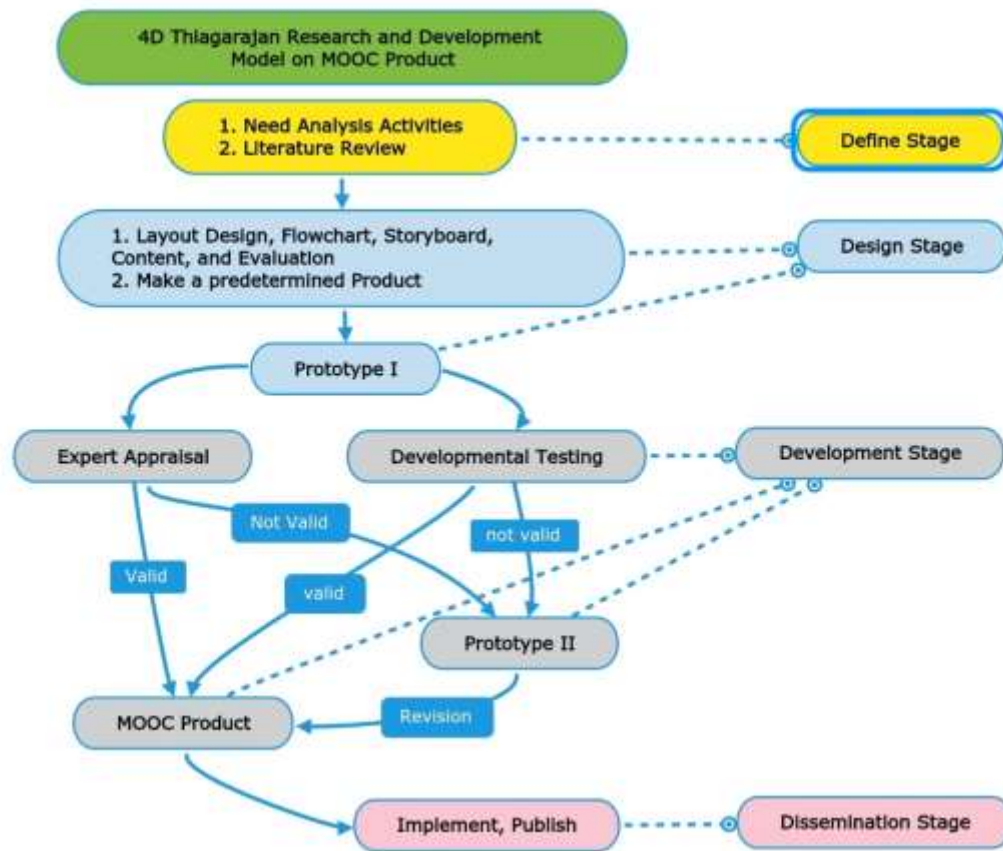 4D Thiagarajan Research and Development
Model on MOOC Product
1. Need Analysis Activities
2. Literature Review
Define Stage
1. Layout Design, Flowchart, Storyboard,
Content, and Evaluation
2. Make a predetermined Product
Design Stage
Prototype I
Expert Appraisal
Developmental Testing
Development Stage
Not Valid
not valid
Valid
valid
Prototype II
MOOC Product
Revision
Implement, Publish
Dissemination Stage